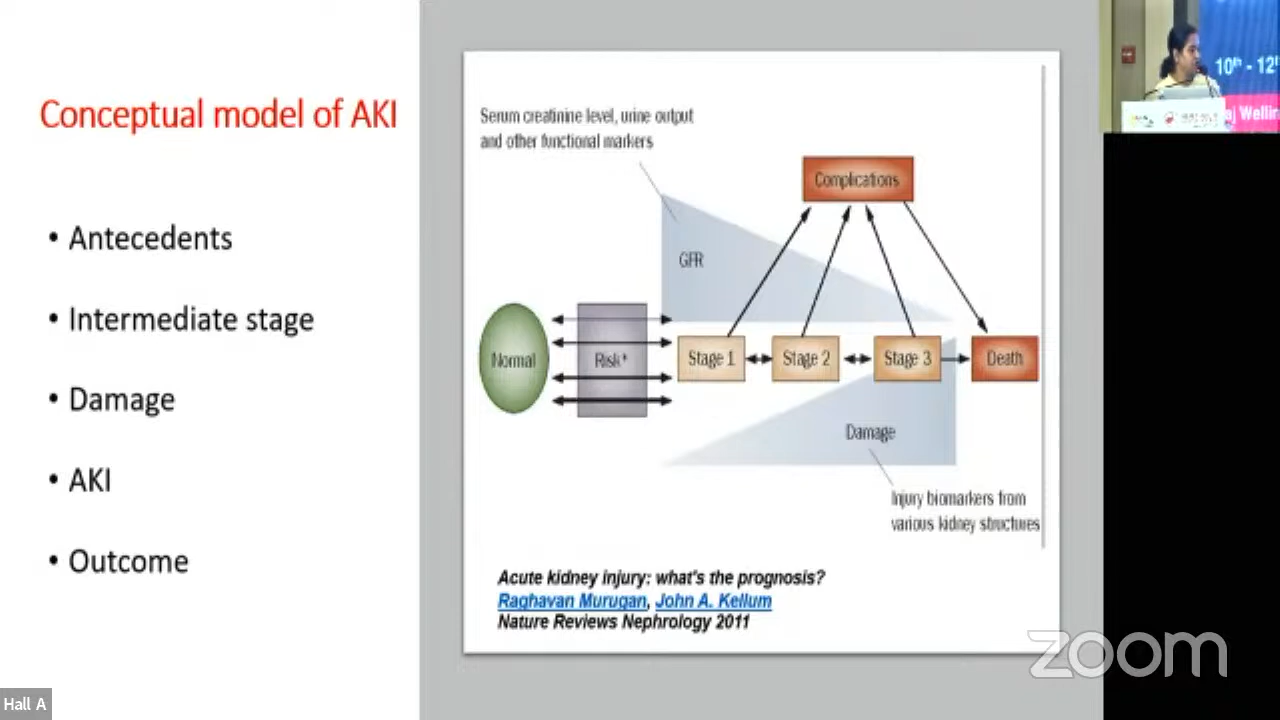 Conceptual model of AKI
• Antecedents
• Intermediate stage
• Damage
• AKI
• Outcome
Serum creatinine level, urine output
and other functional markers
Complications
GFR
Normal
Risk*
Stage 1
Stage 2
Stage 3
Death
Damage
Injury biomarkers from
various kidney structures
Acute kidney injury: what's the prognosis?
Raghavan Murugan, John A. Kellum
Nature Reviews Nephrology 2011
10th - 12t
j Wellin
zoom
Hall A